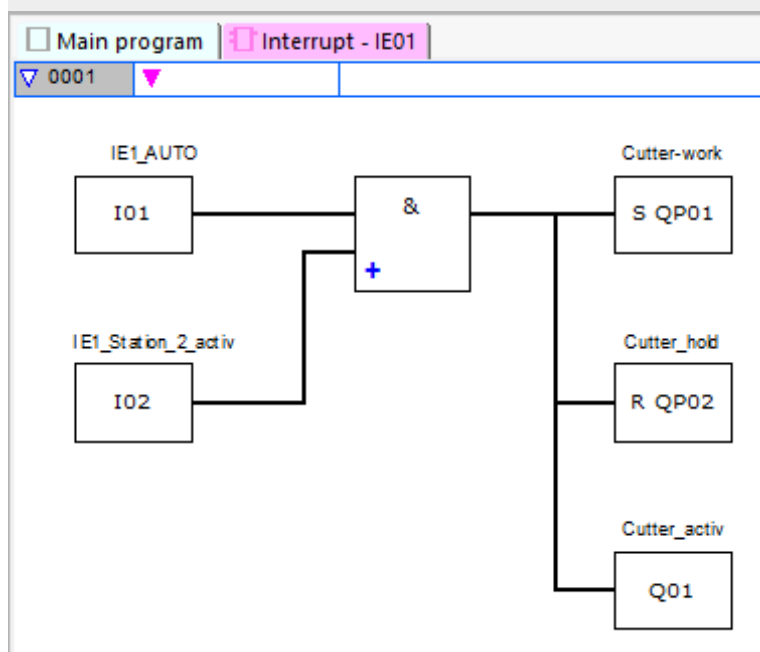 Main program Interrupt - IE01
0001
IE1_AUTO
I01
&
+
Cutter-work
S QP01
IE1_Station_2_activ
I02
Cutter_hold
R QP02
Cutter_activ
Q01